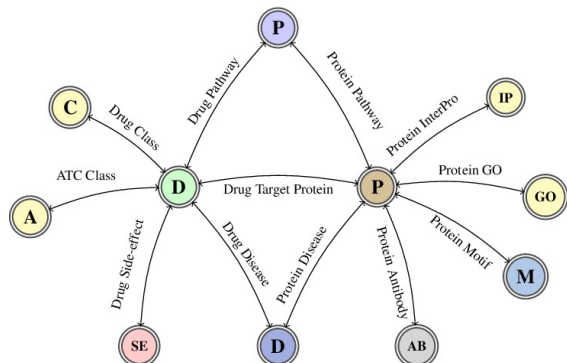 P
Drug Pathway
Protein Pathway
C
Drug Class
IP
Protein InterPro
ATC Class
D
Drug Target Protein
P
Protein GO
GO
A
Drug Side-effect
Drug Disease
Protein Disease
Protein Antibody
Protein Motif
M
SE
D
AB